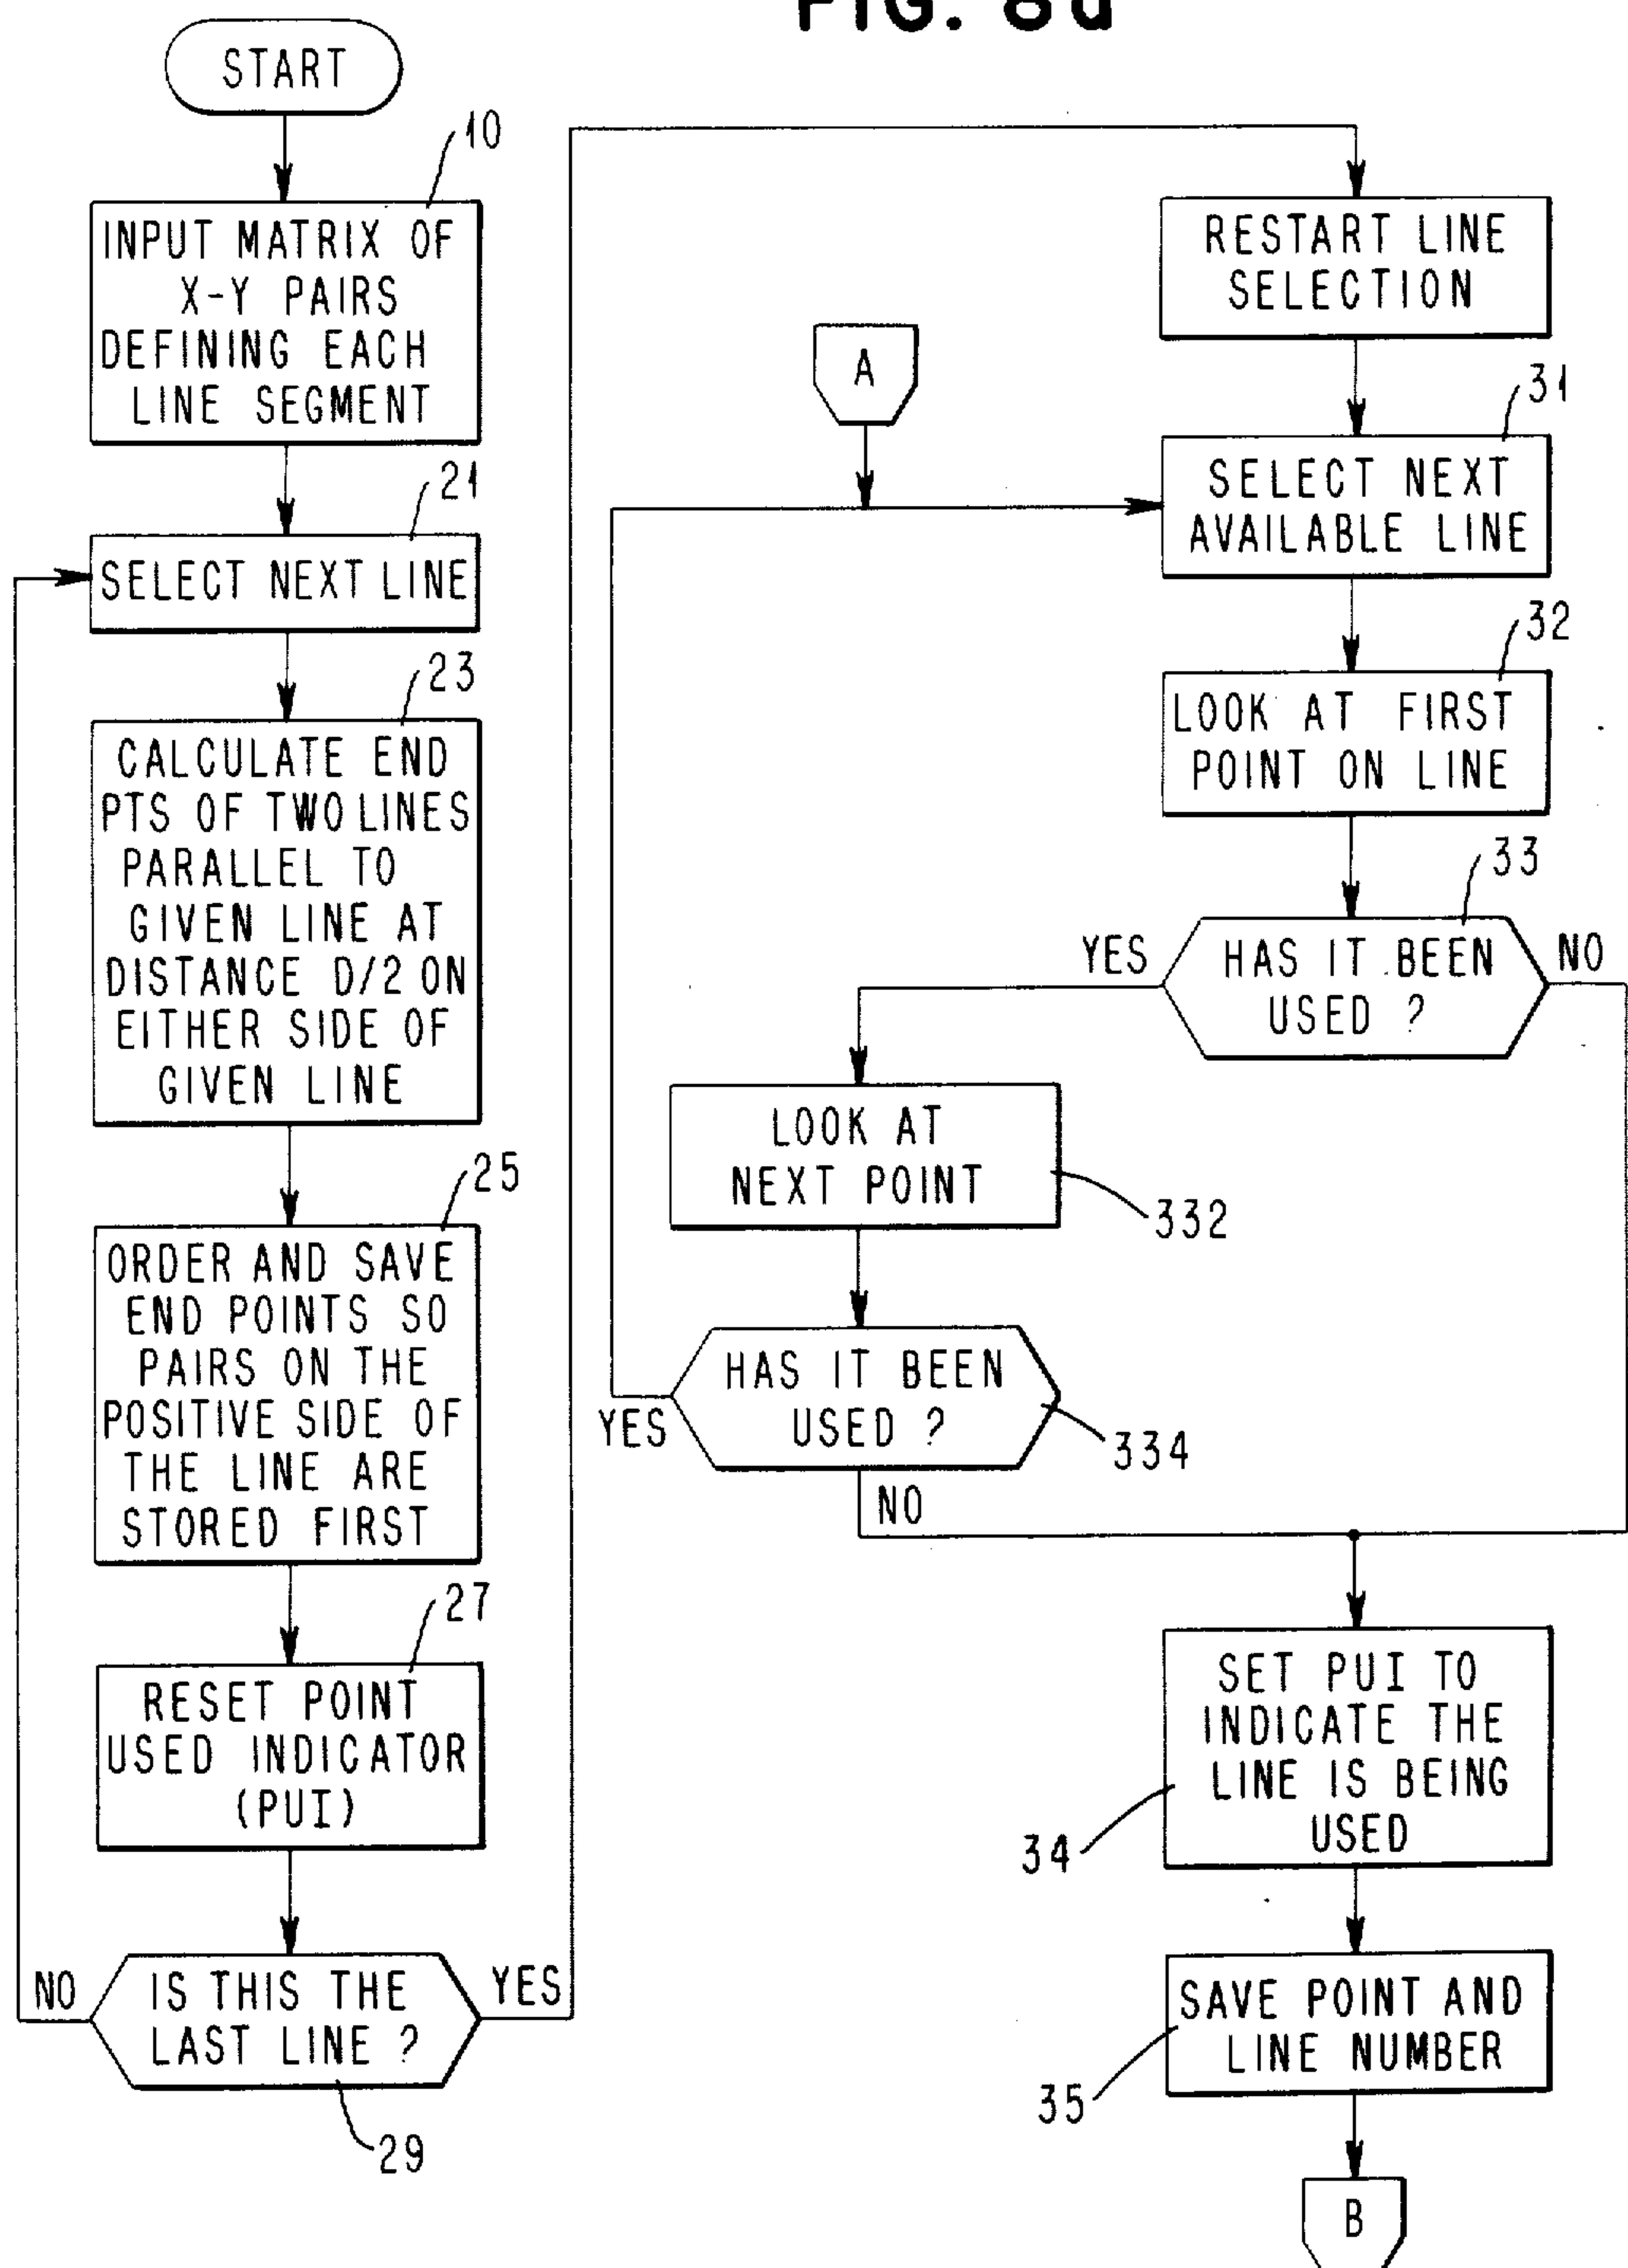 FIG. 8a
START
10
INPUT MATRIX OF
X-Y PAIRS
DEFINING EACH
LINE SEGMENT
21
SELECT NEXT LINE
23
CALCULATE END
PTS OF TWO LINES
PARALLEL TO
GIVEN LINE AT
DISTANCE D/2 ON
EITHER SIDE OF
GIVEN LINE
25
ORDER AND SAVE
END POINTS SO
PAIRS ON THE
POSITIVE SIDE OF
THE LINE ARE
STORED FIRST
27
RESET POINT
USED INDICATOR
(PUI)
NO
IS THIS THE
LAST LINE ?
YES
29
RESTART LINE
SELECTION
A
31
SELECT NEXT
AVAILABLE LINE
32
LOOK AT FIRST
POINT ON LINE
33
YES
HAS IT BEEN
USED ?
NO
LOOK AT
NEXT POINT
332
HAS IT BEEN
USED ?
YES
334
NO
SET PUI TO
INDICATE THE
LINE IS BEING
USED
34
SAVE POINT AND
LINE NUMBER
35
B